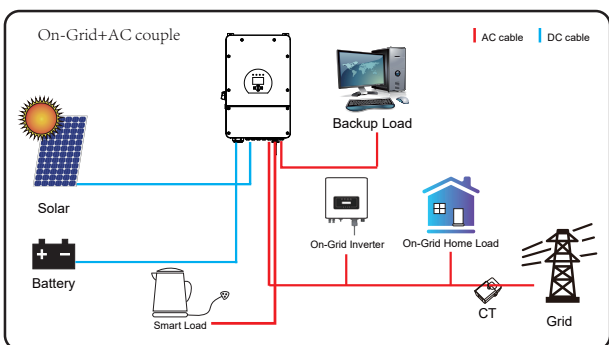 On-Grid+AC couple
AC cable
DC cable
Backup Load
Solar
On-Grid Inverter
On-Grid Home Load
Battery
Smart Load
CT
Grid